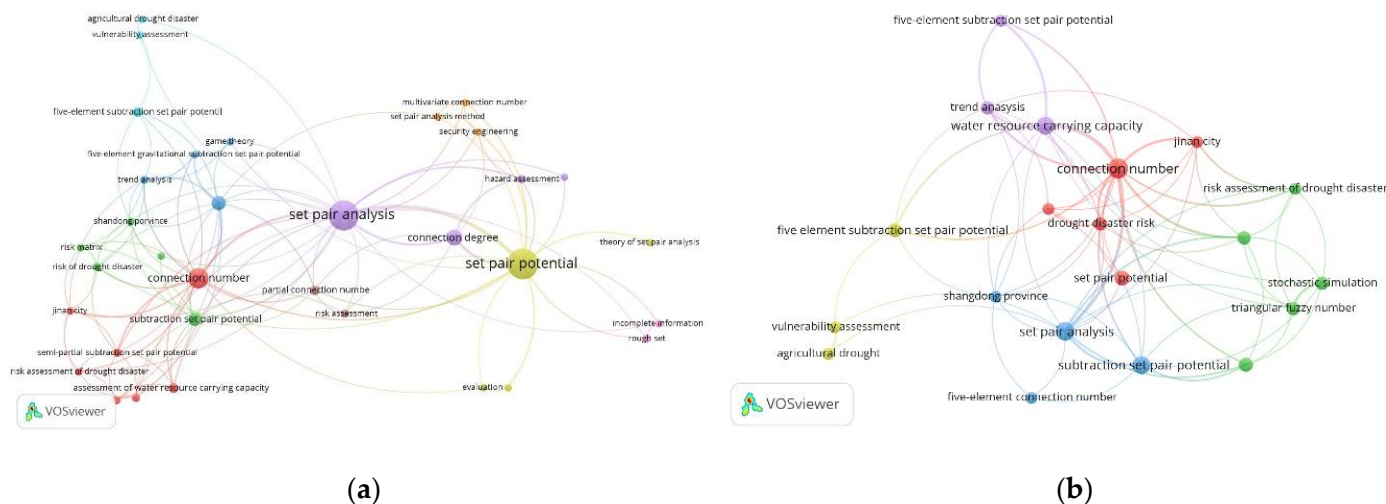 agricultural drought disaster
vulnerability assessment
five-element subtraction set pair potentil
game theory
five-element gravitational subtraction set pair potential
trend analysis
shandong porvince
risk matrix
risk of drought disaster
connection number
jinan city
subtraction set pair potential
semi-partial subtraction set pair potential
risk assessment of drought disaster
assessment of water resource carrying capacity
multivariate connection number
set pair analysis method
security engineering
hazard assessment
set pair analysis
connection degree
set pair potential
theory of set pair analysis
partial connection numbe
risk assessment
incomplete information
rough set
evaluation
VOSviewer
(a)
five-element subtraction set pair potential
trend anasysis
water resource carrying capacity
jinan city
connection number
risk assessment of drought disaster
drought disaster risk
five element subtraction set pair potential
set pair potential
stochastic simulation
shangdong province
triangular fuzzy number
vulnerability assessment
set pair analysis
agricultural drought
subtraction set pair potential
five-element connection number
VOSviewer
(b)